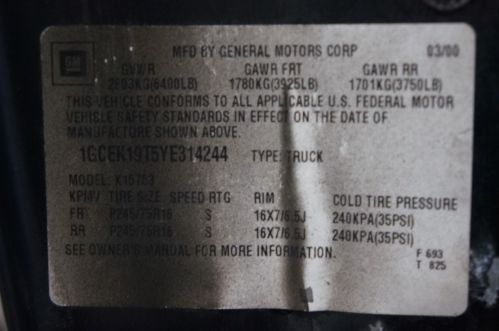 GM
MFD BY GENERAL MOTORS CORP 03/00
GVWR GAWR FRT GAWR RR
2903KG(6400LB) 1780KG(3925LB) 1701KG(3750LB)
THIS VEHICLE CONFORMS TO ALL APPLICABLE U.S. FEDERAL MOTOR
VEHICLE SAFETY STANDARDS IN EFFECT ON THE DATE OF
MANUFACTURE SHOWN ABOVE.
1GCEK19T5YE314244 TYPE: TRUCK
MODEL: K15753
TIRE SIZE SPEED RTG RIM COLD TIRE PRESSURE
FRT P245/75R16 S 16X7/6.5J 240KPA(35PSI)
RR P245/75R16 S 16X7/6.5J 240KPA(35PSI)
SEE OWNER'S MANUAL FOR MORE INFORMATION. F 693
T 825